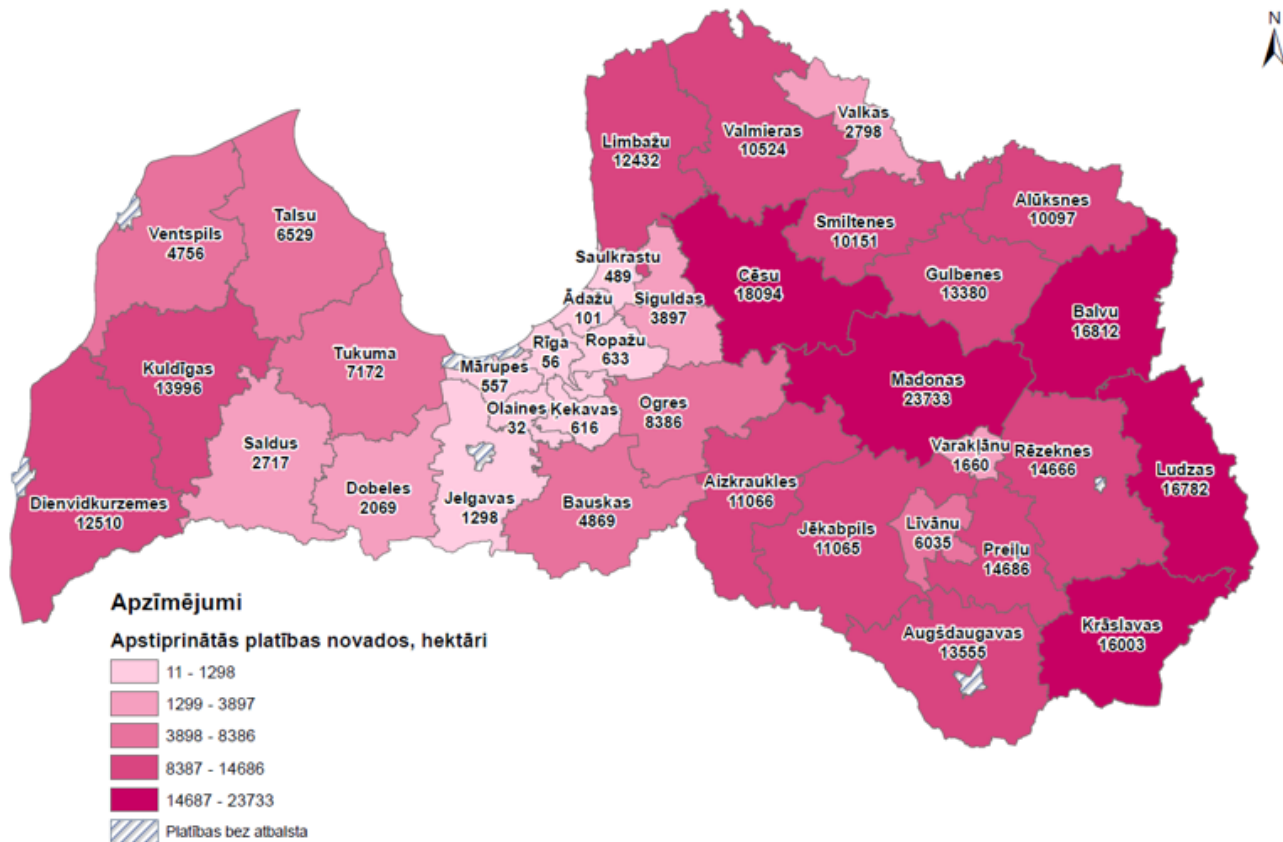 N
Valkas
2798
Limbažu
12432
Valmieras
10524
Alūksnes
10097
Talsu
6529
Smiltenes
10151
Ventspils
4756
Saulkrastu
489
Cēsu
18094
Gulbenes
13380
Ādažu
101
Siguldas
3897
Balvu
16812
Rīga
56
Ropažu
633
Tukuma
7172
Kuldīgas
13996
Mārupes
557
Madonas
23733
Olaines
32
Ķekavas
616
Ogres
8386
Saldus
2717
Varakļānu
1660
Rēzeknes
14666
Ludzas
16782
Dobeles
2069
Jelgavas
1298
Bauskas
4869
Aizkraukles
11066
Dienvidkurzemes
12510
Jēkabpils
11065
Līvānu
6035
Preiļu
14686
Augšdaugavas
13555
Krāslavas
16003
Apzīmējumi
Apstiprinātās platības novados, hektāri
11 - 1298
1299 - 3897
3898 - 8386
8387 - 14686
14687 - 23733
Platības bez atbalsta